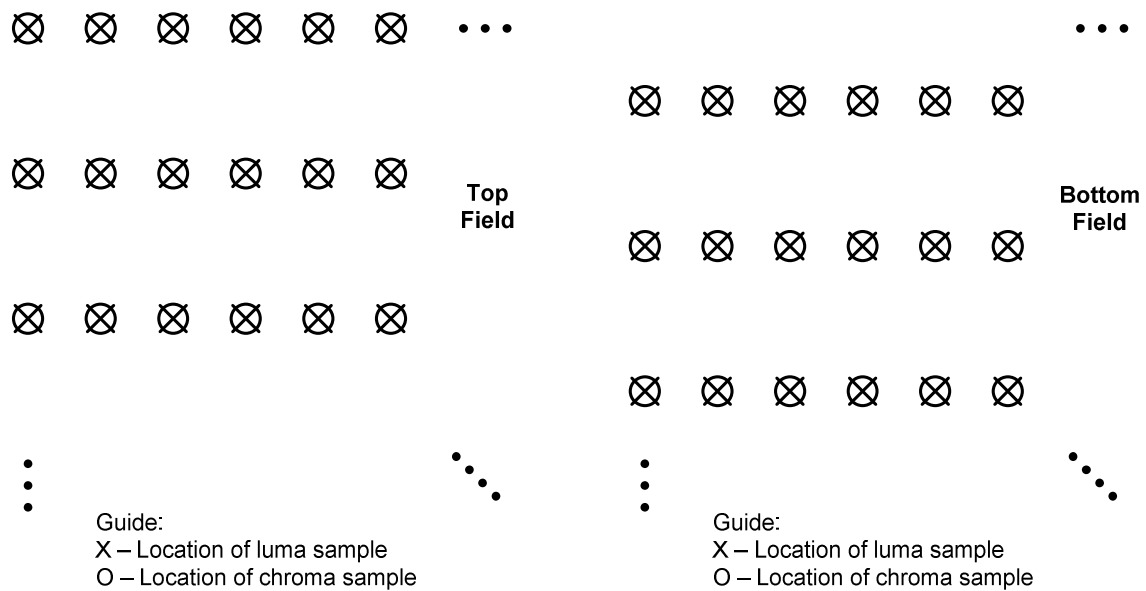 Top
Field
Bottom
Field
Guide:
X – Location of luma sample
O – Location of chroma sample
Guide:
X – Location of luma sample
O – Location of chroma sample